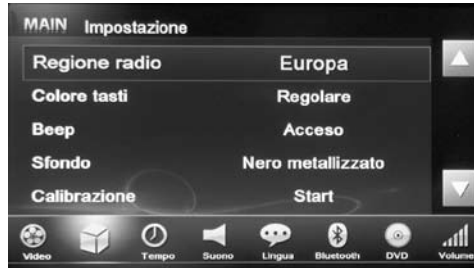 MAIN Impostazione
Regione radio Europa
Colore tasti Regolare
Beep Acceso
Sfondo Nero metallizzato
Calibrazione Start
Video Tempo Suono Lingua Bluetooth DVD Volume